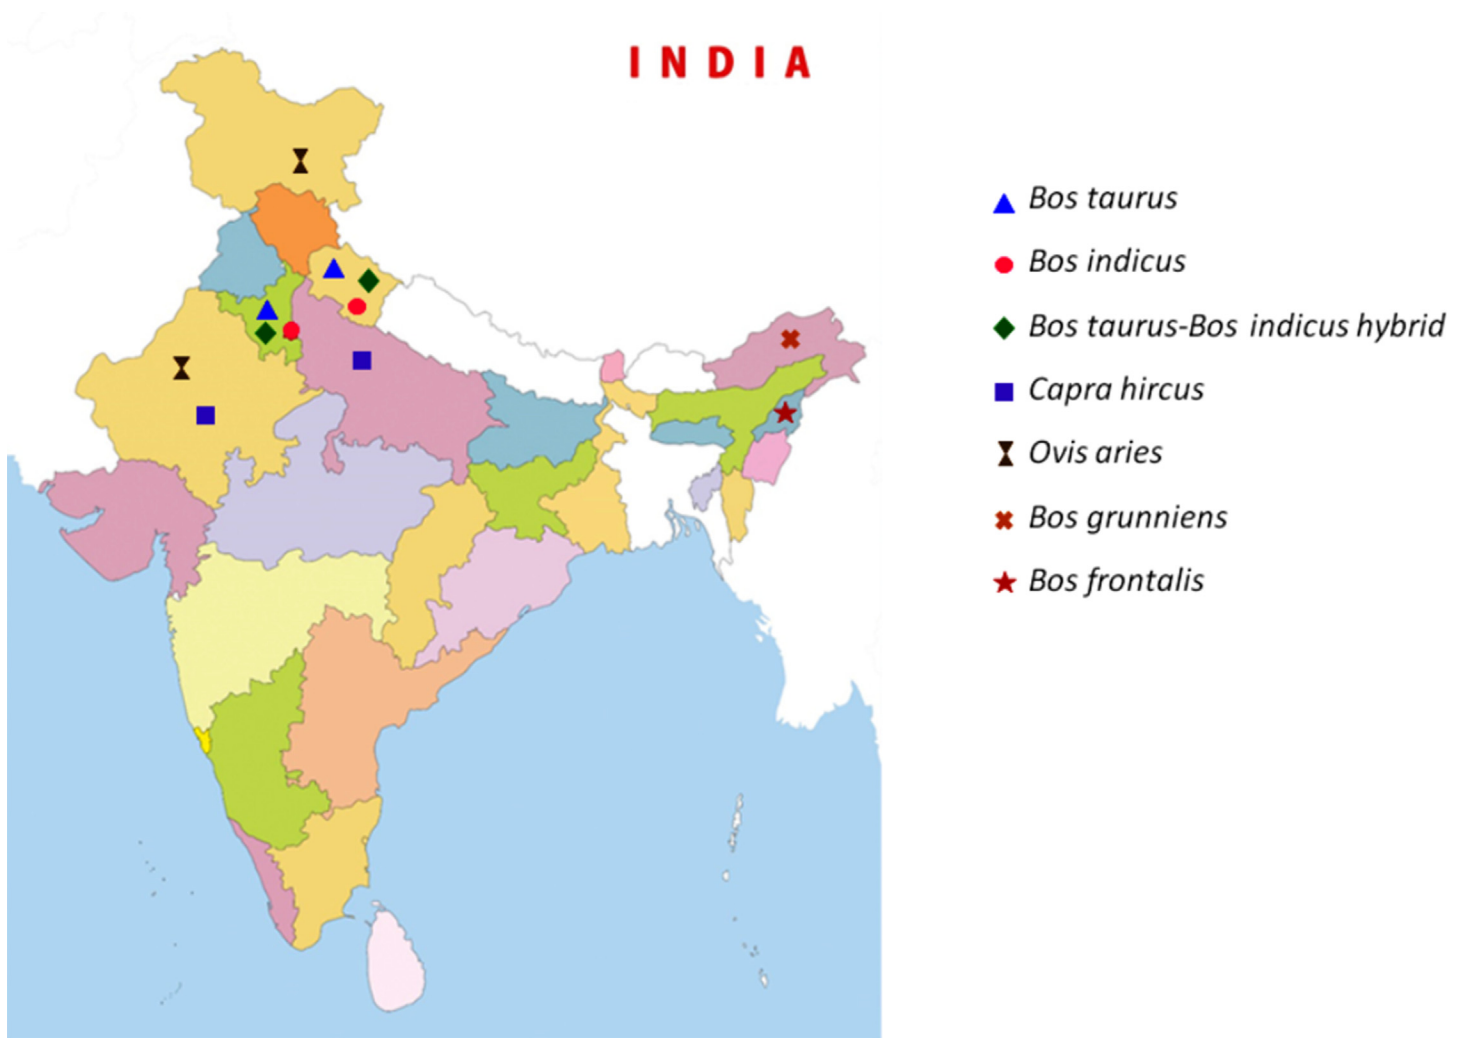 INDIA
Bos taurus
Bos indicus
Bos taurus-Bos indicus hybrid
Capra hircus
Ovis aries
Bos grunniens
Bos frontalis